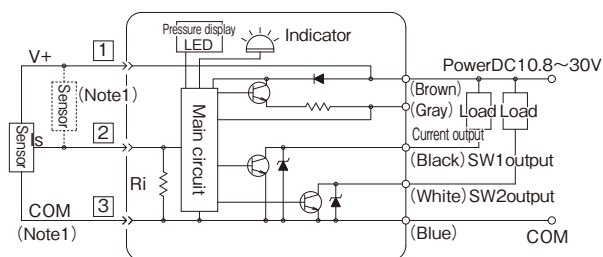 Pressure display
LED
Indicator
V+
1
PowerDC10.8～30V
Sensor
(Note1)
(Brown)
(Gray)
Load
Load
Current output
Sensor
Is
2
Main circuit
(Black) SW1output
Ri
(White) SW2output
COM
3
(Note1)
(Blue)
COM